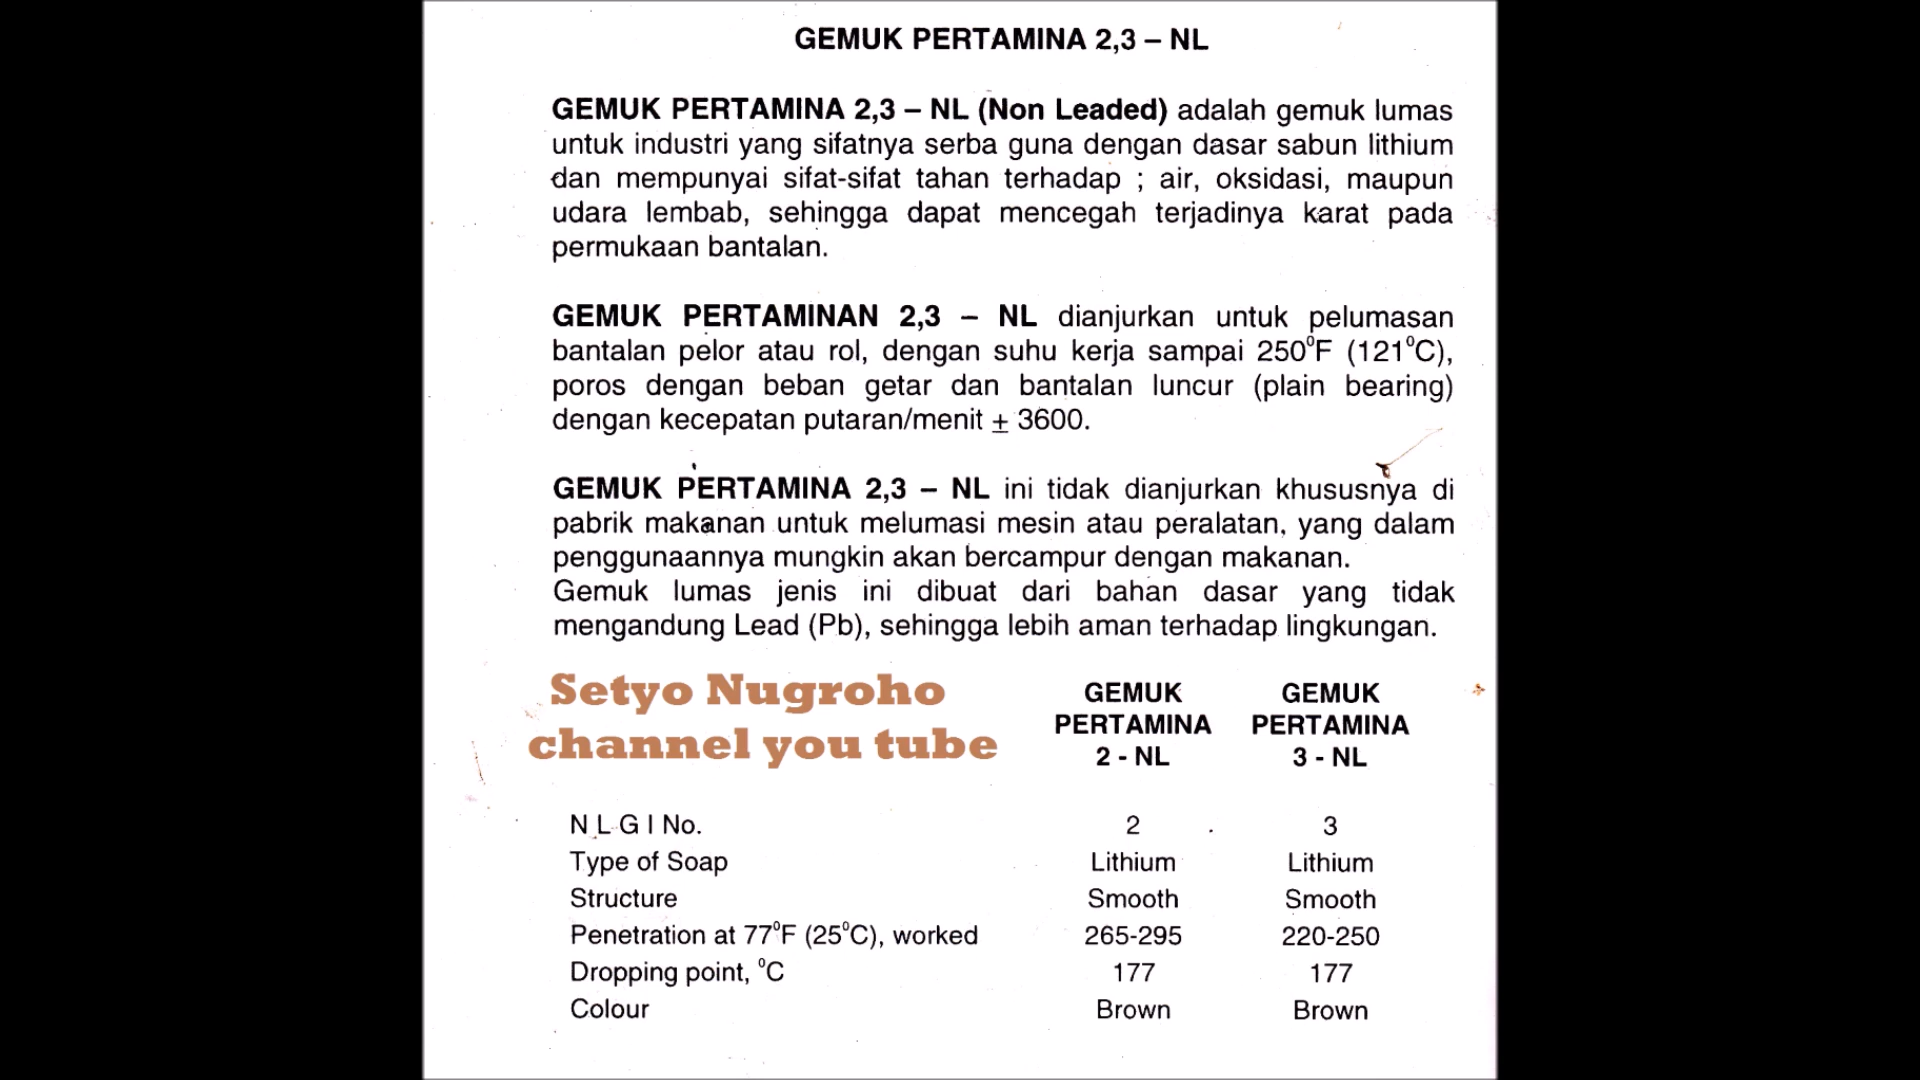 GEMUK PERTAMINA 2,3 – NL
GEMUK PERTAMINA 2,3 – NL (Non Leaded) adalah gemuk lumas
untuk industri yang sifatnya serba guna dengan dasar sabun lithium
dan mempunyai sifat-sifat tahan terhadap ; air, oksidasi, maupun
udara lembab, sehingga dapat mencegah terjadinya karat pada
permukaan bantalan.
GEMUK PERTAMINAN 2,3 – NL dianjurkan untuk pelumasan
bantalan pelor atau rol, dengan suhu kerja sampai 250⁰F (121⁰C),
poros dengan beban getar dan bantalan luncur (plain bearing)
dengan kecepatan putaran/menit ± 3600.
GEMUK PERTAMINA 2,3 – NL ini tidak dianjurkan khususnya di
pabrik makanan untuk melumasi mesin atau peralatan, yang dalam
penggunaannya mungkin akan bercampur dengan makanan.
Gemuk lumas jenis ini dibuat dari bahan dasar yang tidak
mengandung Lead (Pb), sehingga lebih aman terhadap lingkungan.
Setyo Nugroho
channel you tube
GEMUK GEMUK
PERTAMINA PERTAMINA
2 - NL 3 - NL
N L G I No. 2 3
Type of Soap Lithium Lithium
Structure Smooth Smooth
Penetration at 77⁰F (25⁰C), worked 265-295 220-250
Dropping point, ⁰C 177 177
Colour Brown Brown